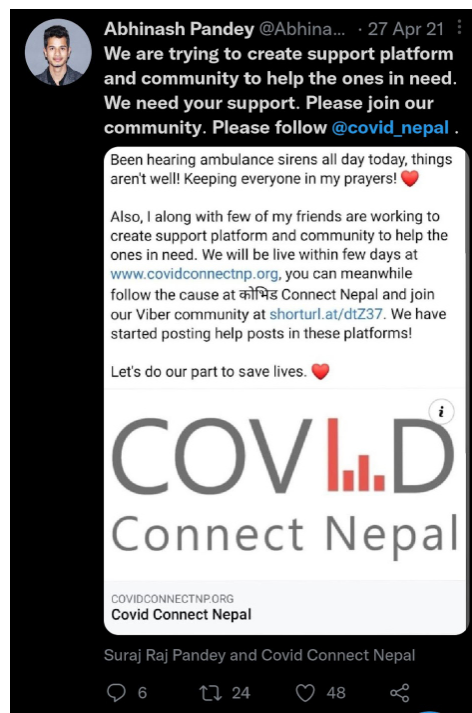 Abhinash Pandey @Abhina... · 27 Apr 21
We are trying to create support platform
and community to help the ones in need.
We need your support. Please join our
community. Please follow @covid_nepal .
Been hearing ambulance sirens all day today, things
aren't well! Keeping everyone in my prayers! ❤️
Also, I along with few of my friends are working to
create support platform and community to help the
ones in need. We will be live within few days at
www.covidconnectnp.org, you can meanwhile
follow the cause at कोभिड Connect Nepal and join
our Viber community at shorturl.at/dtZ37. We have
started posting help posts in these platforms!
Let's do our part to save lives. ❤️
i
COVID
Connect Nepal
COVIDCONNECTNP.ORG
Covid Connect Nepal
Suraj Raj Pandey and Covid Connect Nepal
6 24 48